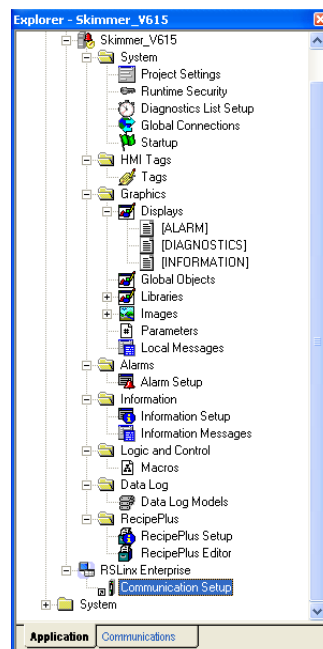 Explorer - Skimmer_V615
Skimmer_V615
System
Project Settings
Runtime Security
Diagnostics List Setup
Global Connections
Startup
HMI Tags
Tags
Graphics
Displays
[ALARM]
[DIAGNOSTICS]
[INFORMATION]
Global Objects
Libraries
Images
Parameters
Local Messages
Alarms
Alarm Setup
Information
Information Setup
Information Messages
Logic and Control
Macros
Data Log
Data Log Models
RecipePlus
RecipePlus Setup
RecipePlus Editor
RSLinx Enterprise
Communication Setup
System
Application Communications